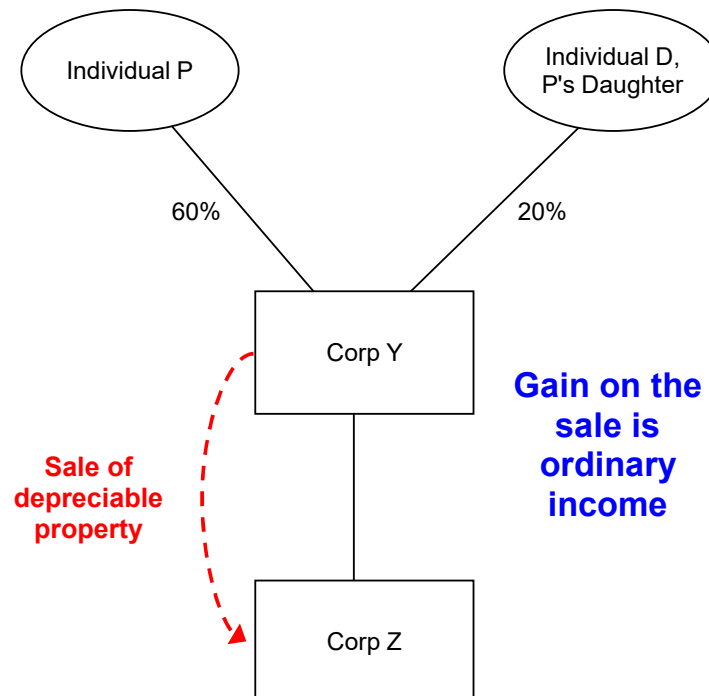 Individual P
Individual D,
P's Daughter
60%
20%
Corp Y
Gain on the
sale is
ordinary
income
Sale of
depreciable
property
Corp Z